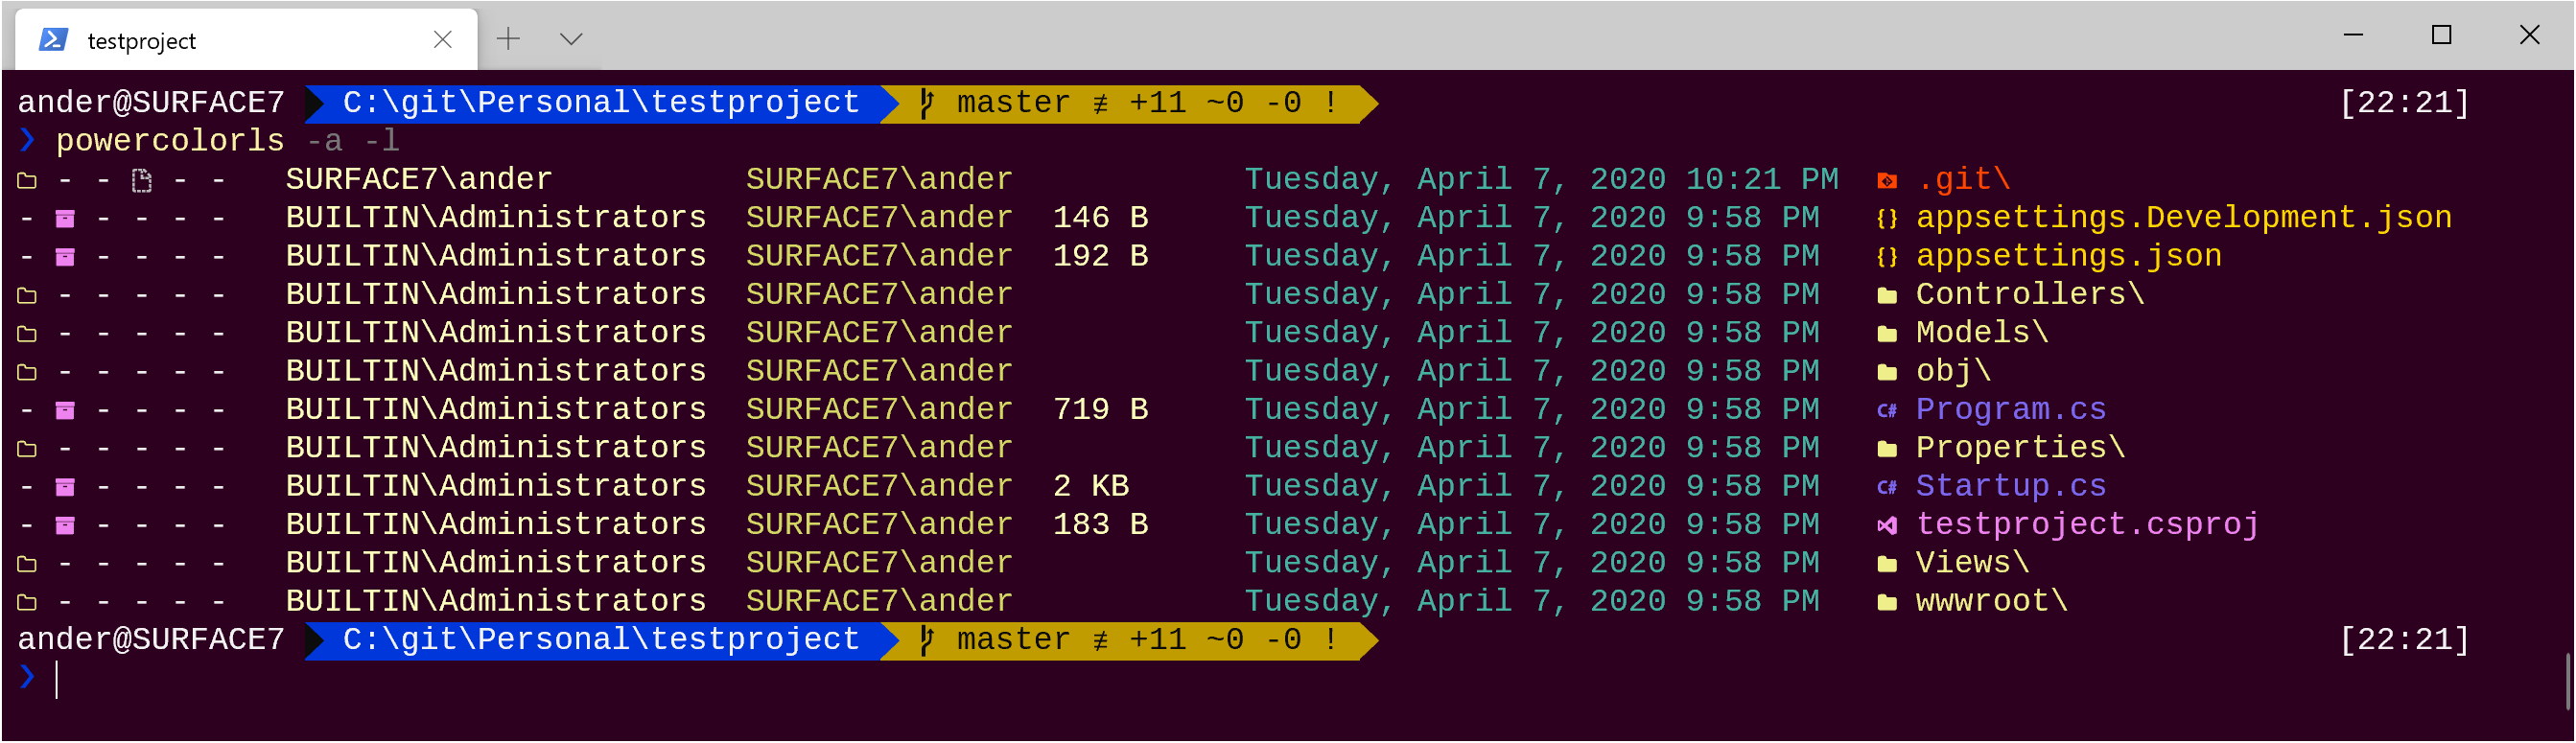 testproject
ander@SURFACE7 C:\git\Personal\testproject master ≢ +11 ~0 -0 ! [22:21]
❯ powercolorls -a -l
- - - - SURFACE7\ander SURFACE7\ander Tuesday, April 7, 2020 10:21 PM .git\
- - - - - BUILTIN\Administrators SURFACE7\ander 146 B Tuesday, April 7, 2020 9:58 PM {} appsettings.Development.json
- - - - - BUILTIN\Administrators SURFACE7\ander 192 B Tuesday, April 7, 2020 9:58 PM {} appsettings.json
- - - - - BUILTIN\Administrators SURFACE7\ander Tuesday, April 7, 2020 9:58 PM Controllers\
- - - - - BUILTIN\Administrators SURFACE7\ander Tuesday, April 7, 2020 9:58 PM Models\
- - - - - BUILTIN\Administrators SURFACE7\ander Tuesday, April 7, 2020 9:58 PM obj\
- - - - - BUILTIN\Administrators SURFACE7\ander 719 B Tuesday, April 7, 2020 9:58 PM C# Program.cs
- - - - - BUILTIN\Administrators SURFACE7\ander Tuesday, April 7, 2020 9:58 PM Properties\
- - - - - BUILTIN\Administrators SURFACE7\ander 2 KB Tuesday, April 7, 2020 9:58 PM C# Startup.cs
- - - - - BUILTIN\Administrators SURFACE7\ander 183 B Tuesday, April 7, 2020 9:58 PM testproject.csproj
- - - - - BUILTIN\Administrators SURFACE7\ander Tuesday, April 7, 2020 9:58 PM Views\
- - - - - BUILTIN\Administrators SURFACE7\ander Tuesday, April 7, 2020 9:58 PM wwwroot\
ander@SURFACE7 C:\git\Personal\testproject master ≢ +11 ~0 -0 ! [22:21]
❯